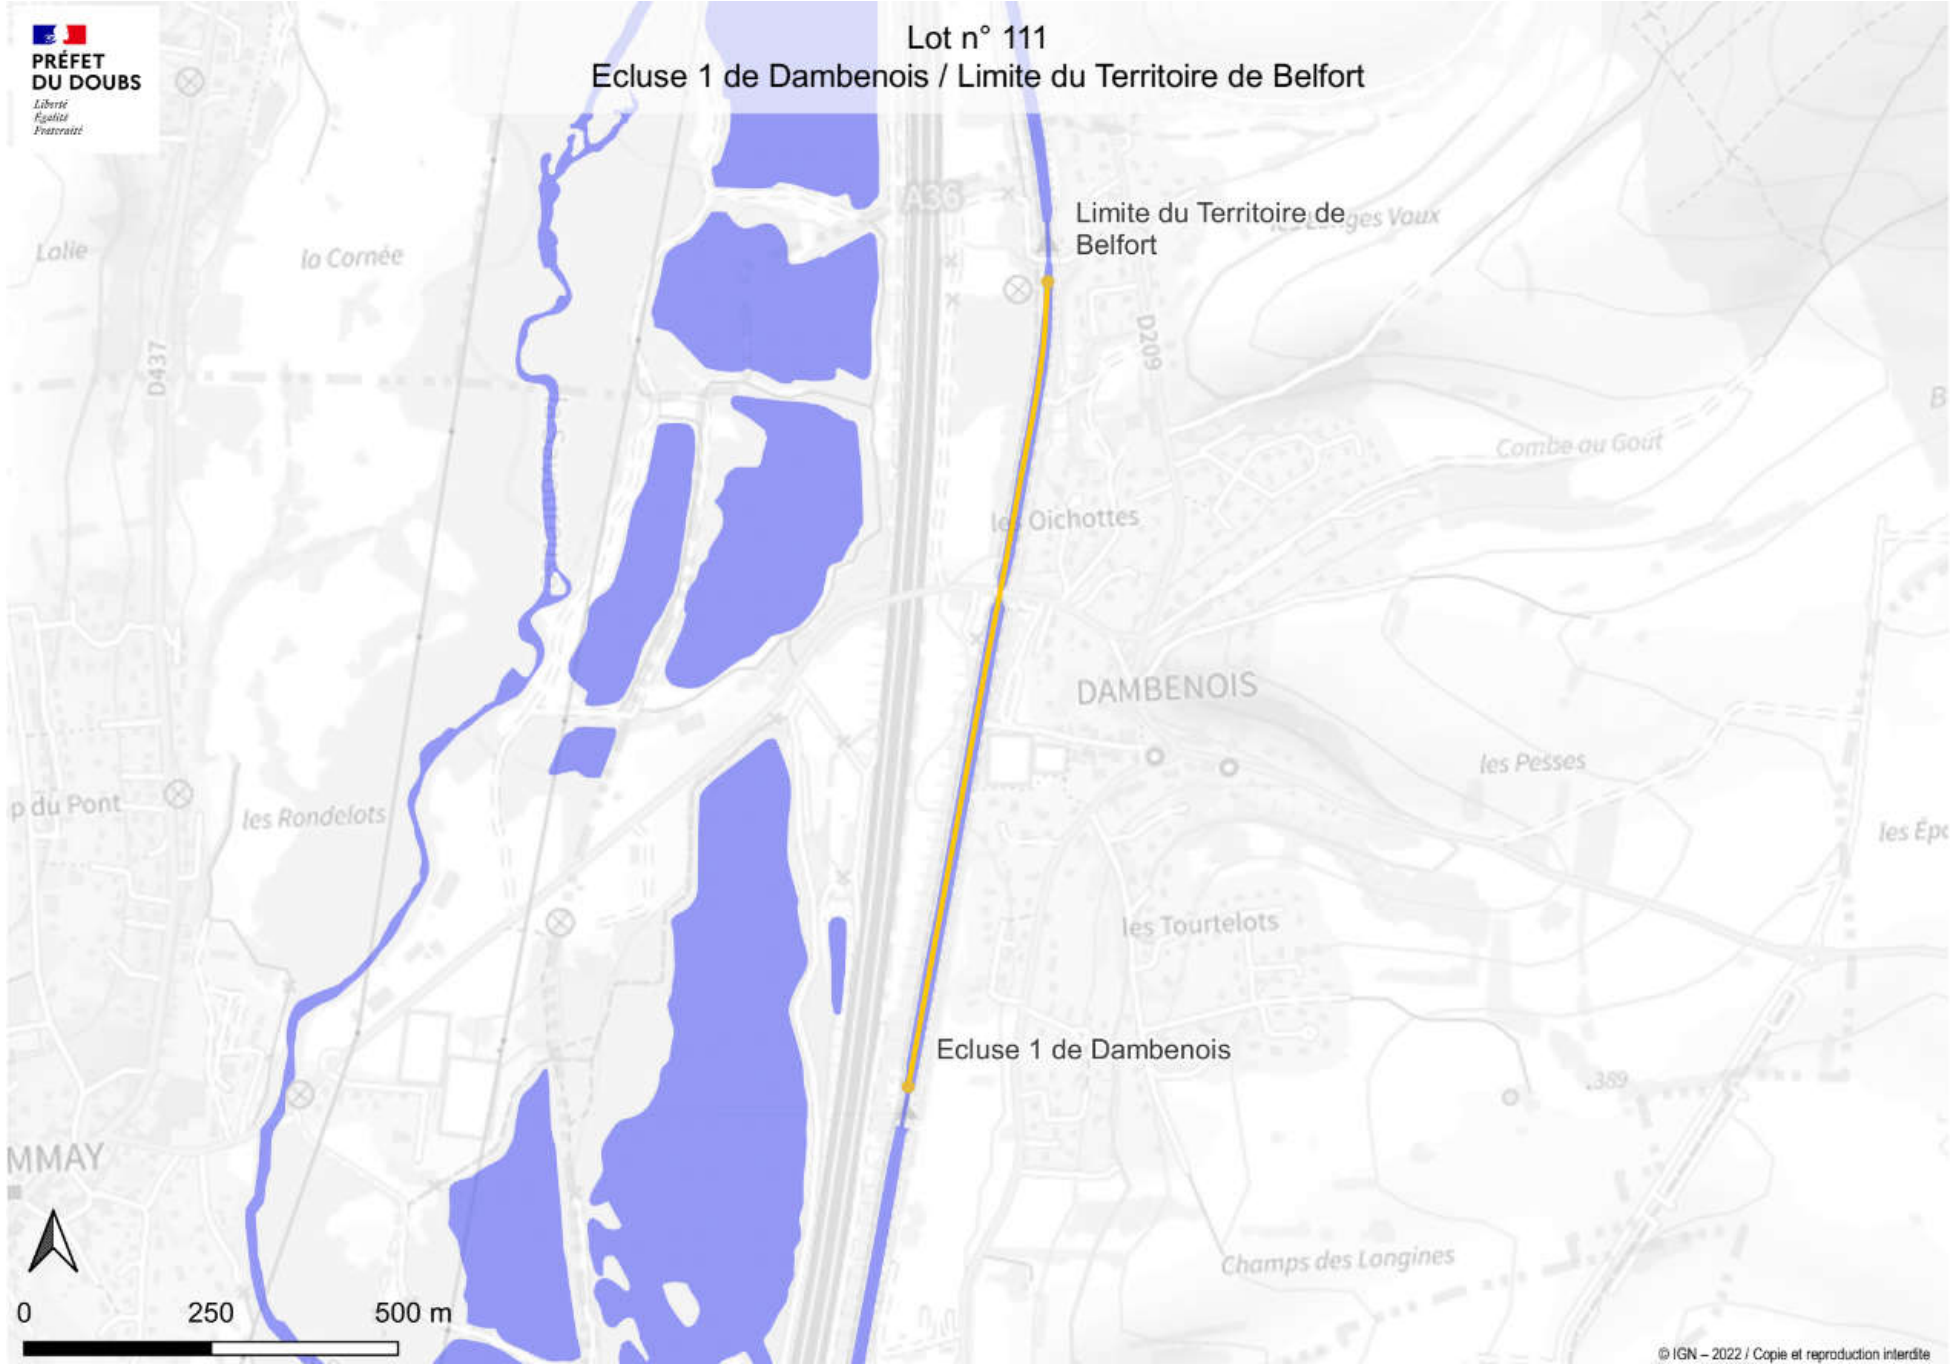 PRÉFET
DU DOUBS
Liberté
Égalité
Fraternité
Lot n° 111
Ecluse 1 de Dambenois / Limite du Territoire de Belfort
A36
Limite du Territoire de
Belfort
Lalie
la Cornée
D437
D209
Combe au Gout
les Oichottes
DAMBENOIS
les Pesses
p du Pont
les Rondelots
les Épo
les Tourtelots
Ecluse 1 de Dambenois
389
MMAY
Champs des Longines
0 250 500 m
© IGN – 2022 / Copie et reproduction interdite